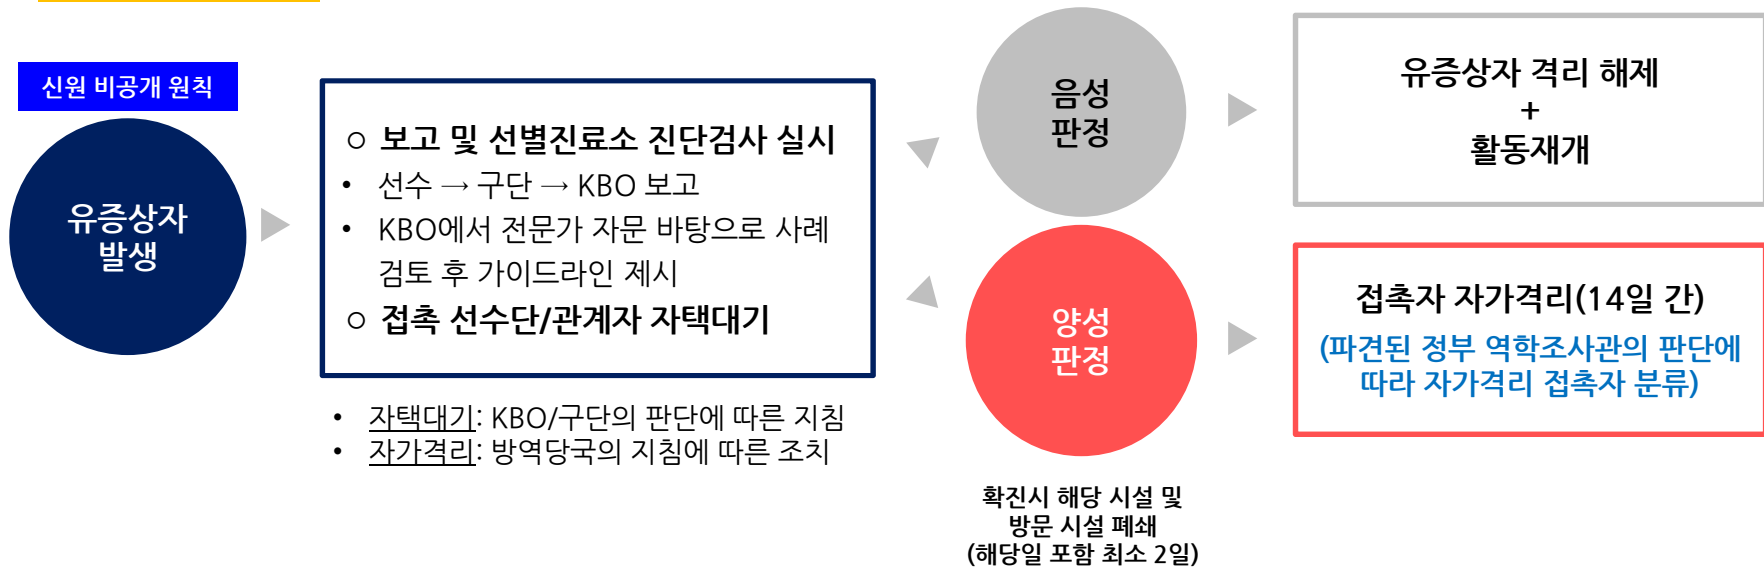 신원 비공개 원칙
유증상자
발생
○ 보고 및 선별진료소 진단검사 실시
• 선수 → 구단 → KBO 보고
• KBO에서 전문가 자문 바탕으로 사례
검토 후 가이드라인 제시
○ 접촉 선수단/관계자 자택대기
• 자택대기: KBO/구단의 판단에 따른 지침
• 자가격리: 방역당국의 지침에 따른 조치
음성
판정
유증상자 격리 해제
+
활동재개
양성
판정
접촉자 자가격리(14일 간)
(파견된 정부 역학조사관의 판단에
따라 자가격리 접촉자 분류)
확진시 해당 시설 및
방문 시설 폐쇄
(해당일 포함 최소 2일)